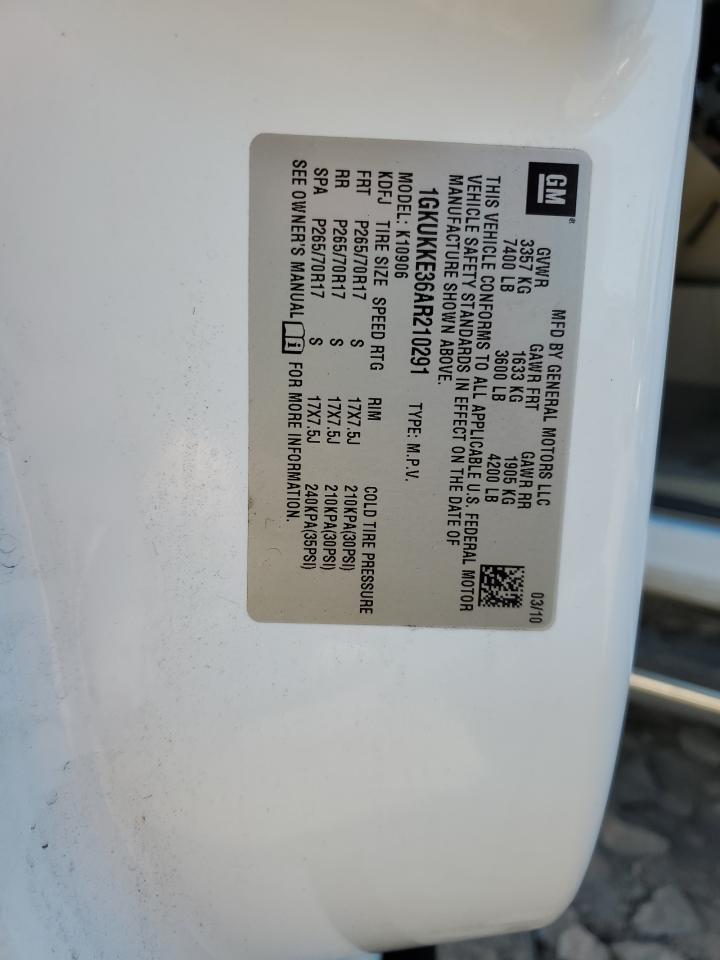 GM®
MFD BY GENERAL MOTORS LLC 03/10
GVWR GAWR FRT GAWR RR
3357 KG 1633 KG 1905 KG
7400 LB 3600 LB 4200 LB
THIS VEHICLE CONFORMS TO ALL APPLICABLE U.S. FEDERAL MOTOR
VEHICLE SAFETY STANDARDS IN EFFECT ON THE DATE OF
MANUFACTURE SHOWN ABOVE.
1GKUKKE36AR210291 TYPE: M.P.V.
MODEL: K10906
KDFJ TIRE SIZE SPEED RTG RIM COLD TIRE PRESSURE
FRT P265/70R17 S 17X7.5J 210KPA(30PSI)
RR P265/70R17 S 17X7.5J 210KPA(30PSI)
SPA P265/70R17 S 17X7.5J 240KPA(35PSI)
SEE OWNER'S MANUAL i FOR MORE INFORMATION.